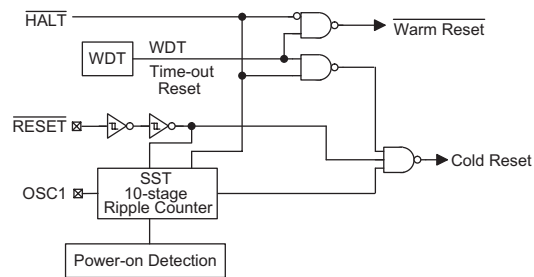 HALT
Warm Reset
WDT
WDT
Time-out
Reset
RESET
Cold Reset
OSC1
SST
10-stage
Ripple Counter
Power-on Detection